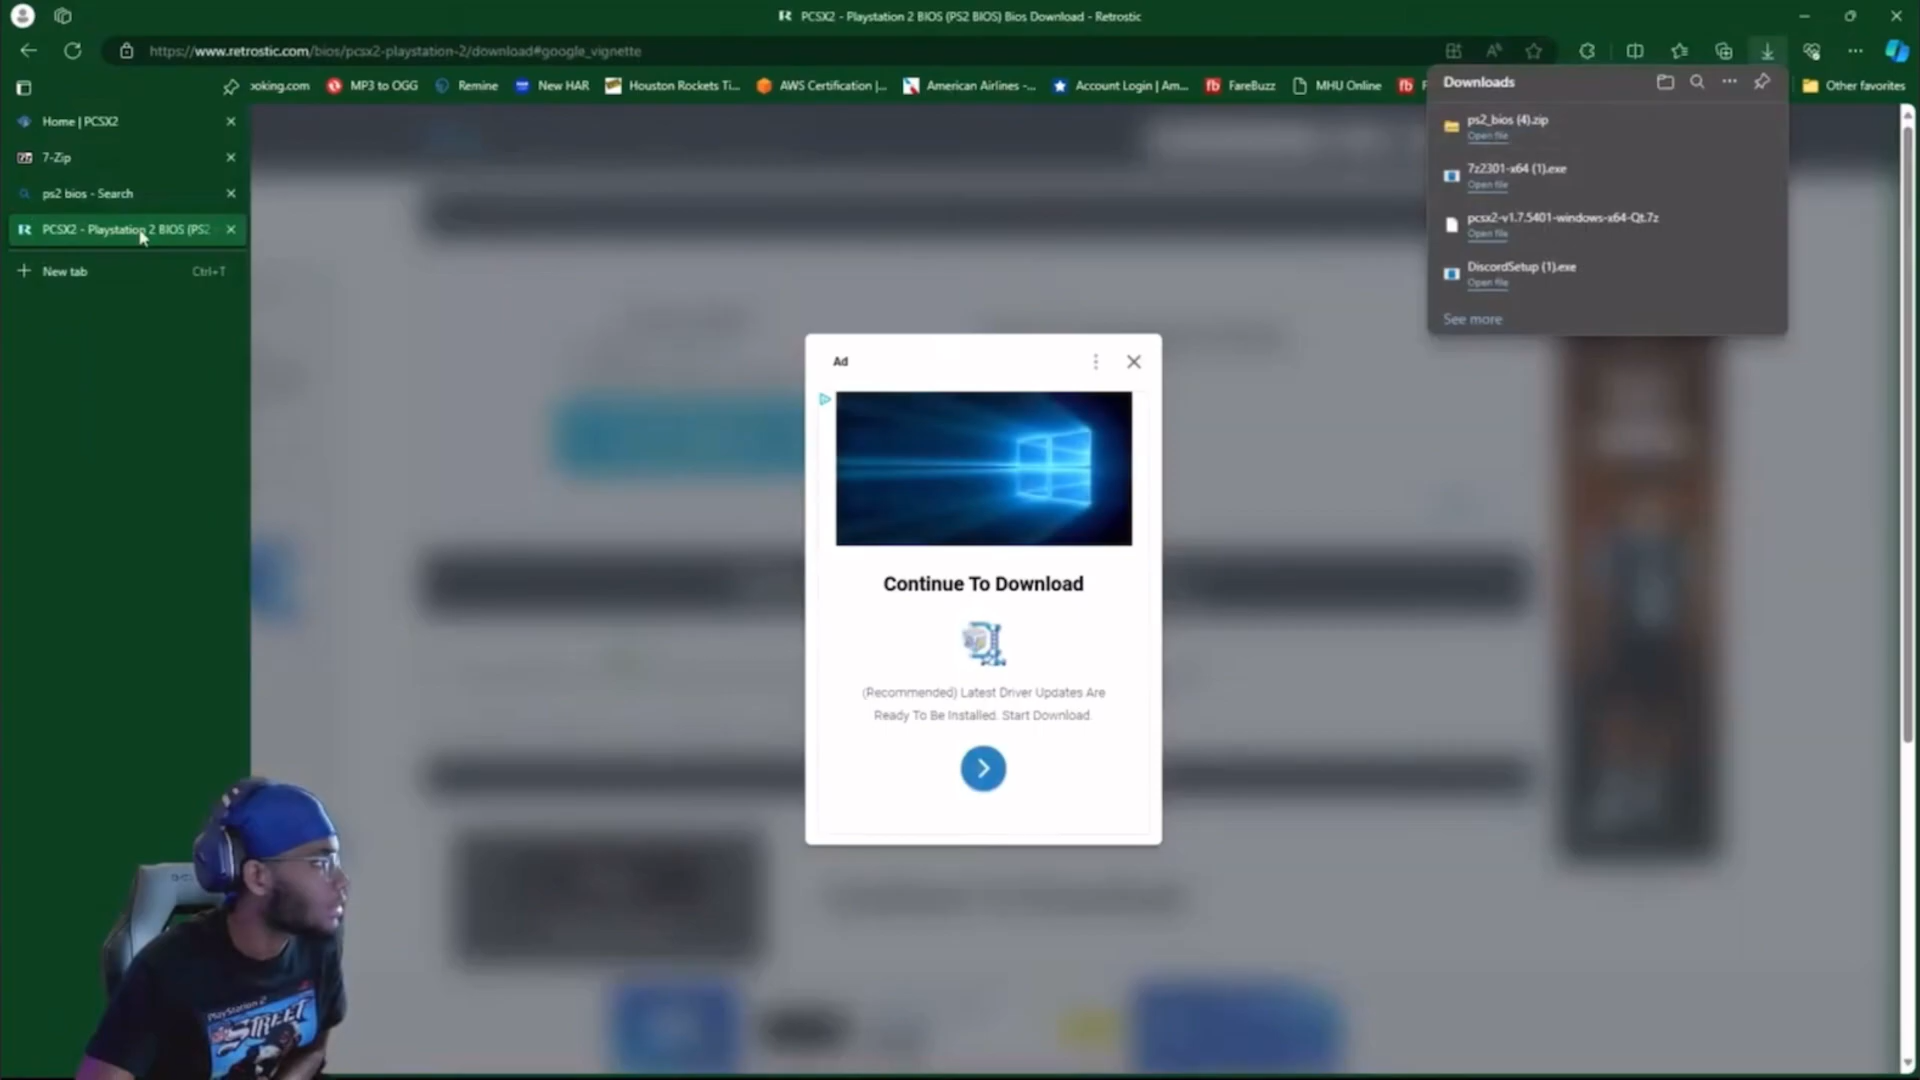 PCSX2 - Playstation 2 BIOS (PS2 BIOS) Bios Download - Retrostic
https://www.retrostic.com/bios/pcsx2-playstation-2/download#google_vignette
ooking.com
MP3 to OGG
Remine
New HAR
Houston Rockets Ti...
AWS Certification |...
American Airlines -...
Account Login | Am...
FareBuzz
MHU Online
Other favorites
Home | PCSX2
7-Zip
ps2 bios - Search
PCSX2 - Playstation 2 BIOS (PS2
New tab
Ctrl+T
Downloads
ps2_bios (4).zip
Open file
7z2301-x64 (1).exe
Open file
pcsx2-v1.7.5401-windows-x64-Qt.7z
Open file
DiscordSetup (1).exe
Open file
See more
Ad
Continue To Download
(Recommended) Latest Driver Updates Are
Ready To Be Installed. Start Download.
PlayStation 2
STREET